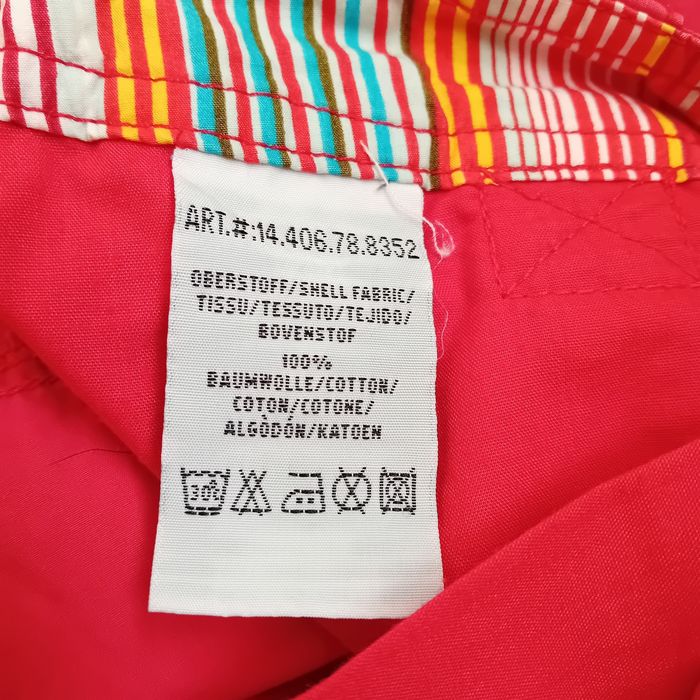 ART.#:14.406.78.8352
OBERSTOFF/SHELL FABRIC/
TISSU/TESSUTO/TEJIDO/
BOVENSTOF
100%
BAUMWOLLE/COTTON/
COTON/COTONE/
ALGÒDÓN/KATOEN
30°